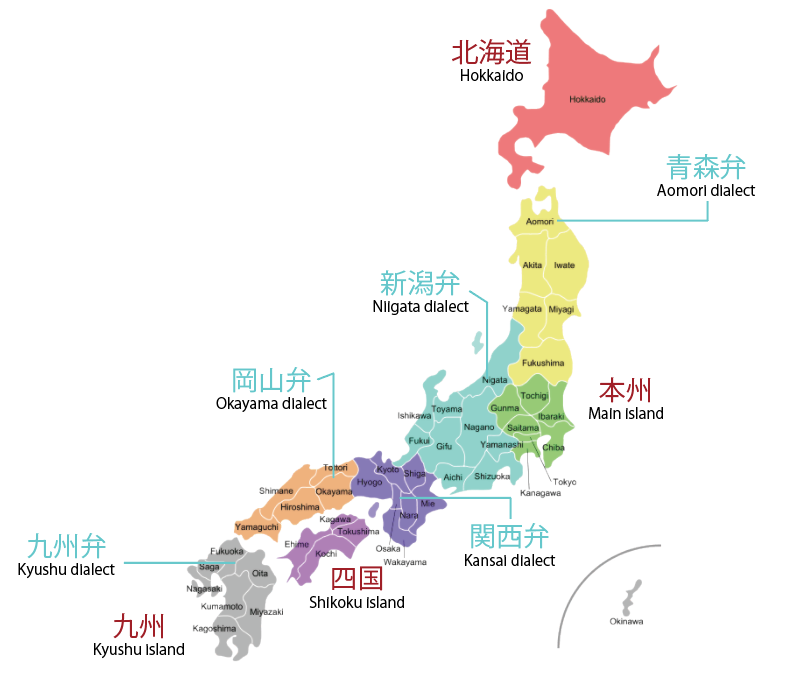 北海道
Hokkaido
Hokkaido
青森弁
Aomori dialect
Aomori
Akita
Iwate
新潟弁
Niigata dialect
Yamagata
Miyagi
Fukushima
岡山弁
Okayama dialect
Nigata
本州
Main island
Tochigi
Gunma
Ibaraki
Ishikawa
Toyama
Nagano
Saitama
Fukui
Gifu
Yamanashi
Chiba
Tottori
Kyoto
Shiga
Aichi
Shizuoka
Tokyo
Kanagawa
Hyogo
Shimane
Okayama
Mie
Hiroshima
Nara
Kagawa
Yamaguchi
Tokushima
関西弁
Kansai dialect
九州弁
Kyushu dialect
Fukuoka
Ehime
Kochi
Osaka
Wakayama
Saga
Oita
四国
Shikoku island
Nagasaki
Kumamoto
Miyazaki
九州
Kyushu island
Kagoshima
Okinawa